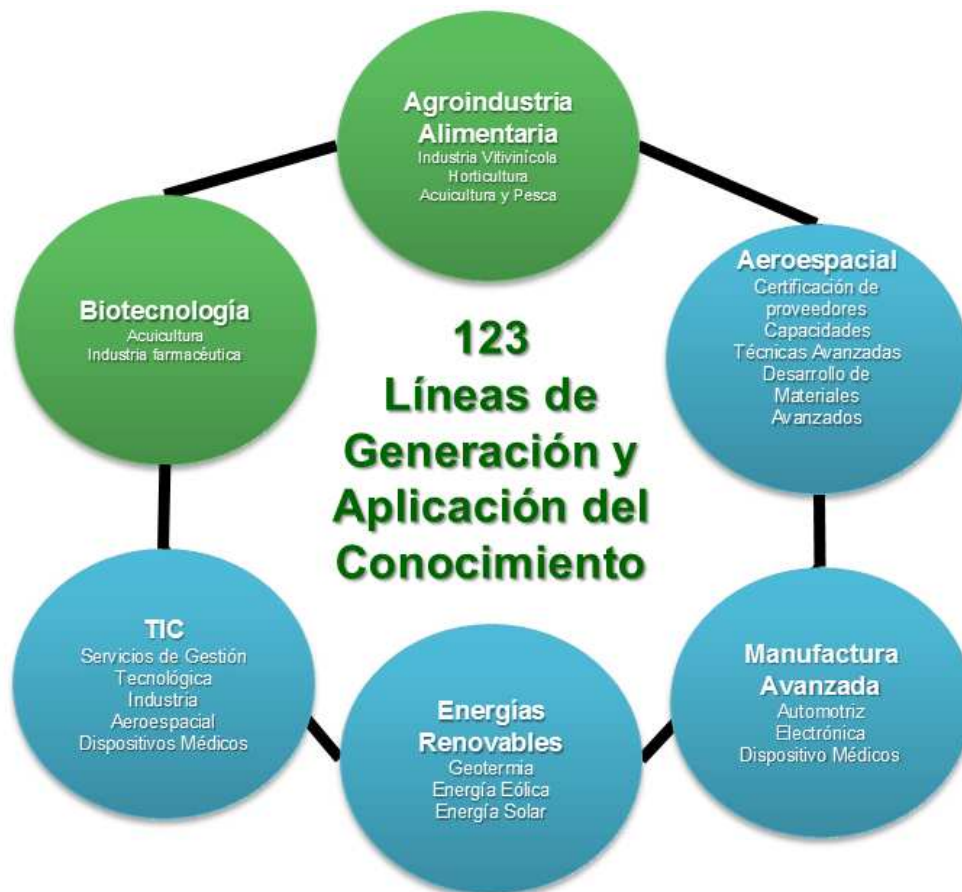 Agroindustria
Alimentaria
Industria Vitivinícola
Horticultura
Acuicultura y Pesca
Aeroespacial
Certificación de
proveedores
Capacidades
Técnicas Avanzadas
Desarrollo de
Materiales
Avanzados
Biotecnología
Acuicultura
Industria farmacéutica
123
Líneas de
Generación y
Aplicación del
Conocimiento
TIC
Servicios de Gestión
Tecnológica
Industria
Aeroespacial
Dispositivos Médicos
Energías
Renovables
Geotermia
Energía Eólica
Energía Solar
Manufactura
Avanzada
Automotriz
Electrónica
Dispositivo Médicos